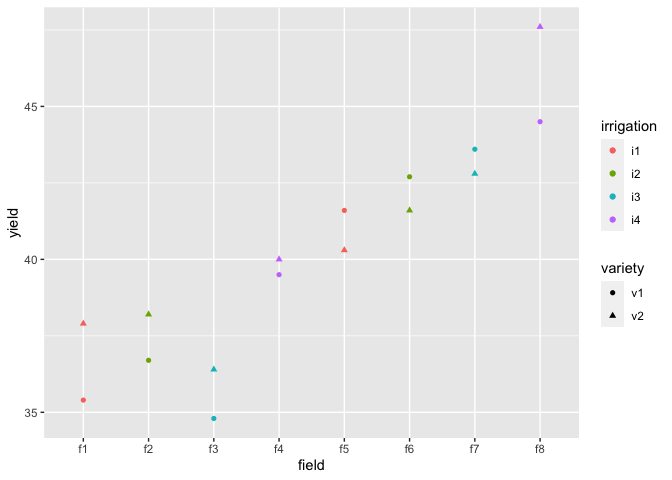 yield
45
40
35
f1 f2 f3 f4 f5 f6 f7 f8
field
irrigation
i1
i2
i3
i4
variety
v1
v2